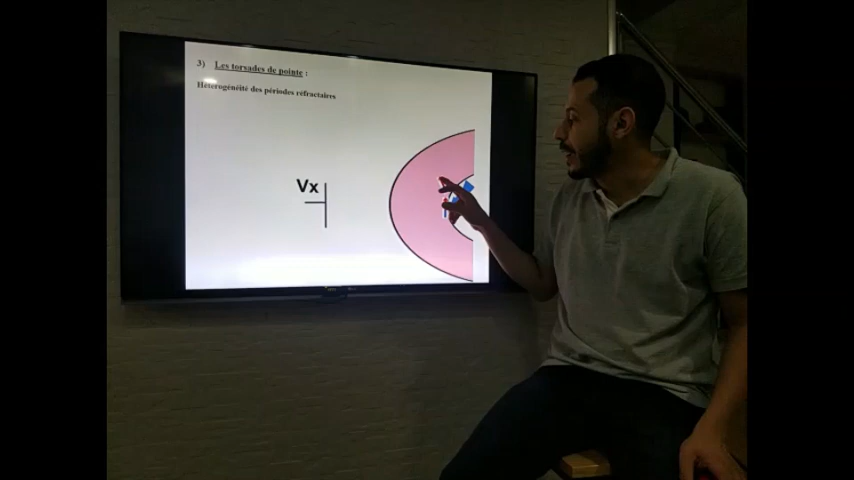 3) Les torsades de pointe :
Hétérogénéité des périodes réfractaires
Vx